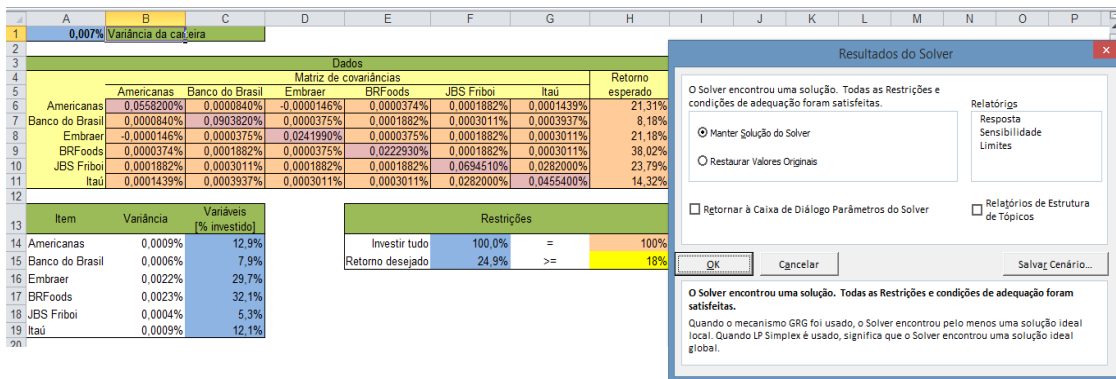 A B C D E F G H I J K L M N O P
1 0,007% Variância da carteira
2
3 Dados
4 Matriz de covariâncias Retorno
5 Americanas Banco do Brasil Embraer BRFoods JBS Friboi Itaú esperado
6 Americanas 0,0558200% 0,0000840% -0,0000146% 0,0000374% 0,0001882% 0,0001439% 21,31%
7 Banco do Brasil 0,0000840% 0,0903820% 0,0000375% 0,0001882% 0,0003011% 0,0003937% 8,18%
8 Embraer -0,0000146% 0,0000375% 0,0241990% 0,0000375% 0,0001882% 0,0003011% 21,18%
9 BRFoods 0,0000374% 0,0001882% 0,0000375% 0,0222930% 0,0001882% 0,0003011% 38,02%
10 JBS Friboi 0,0001882% 0,0003011% 0,0001882% 0,0001882% 0,0694510% 0,0282000% 23,79%
11 Itaú 0,0001439% 0,0003937% 0,0003011% 0,0003011% 0,0282000% 0,0455400% 14,32%
12
13 Item Variância Variáveis
[% investido]
Restrições
14 Americanas 0,0009% 12,9% Investir tudo 100,0% = 100%
15 Banco do Brasil 0,0006% 7,9% Retorno desejado 24,9% >= 18%
16 Embraer 0,0022% 29,7%
17 BRFoods 0,0023% 32,1%
18 JBS Friboi 0,0004% 5,3%
19 Itaú 0,0009% 12,1%
20
Resultados do Solver
O Solver encontrou uma solução. Todas as Restrições e
condições de adequação foram satisfeitas.
Manter Solução do Solver
Restaurar Valores Originais
Relatórios
Resposta
Sensibilidade
Limites
Retornar à Caixa de Diálogo Parâmetros do Solver
Relatórios de Estrutura
de Tópicos
OK Cancelar Salvar Cenário...
O Solver encontrou uma solução. Todas as Restrições e condições de adequação foram
satisfeitas.
Quando o mecanismo GRG foi usado, o Solver encontrou pelo menos uma solução ideal
local. Quando LP Simplex é usado, significa que o Solver encontrou uma solução ideal
global.